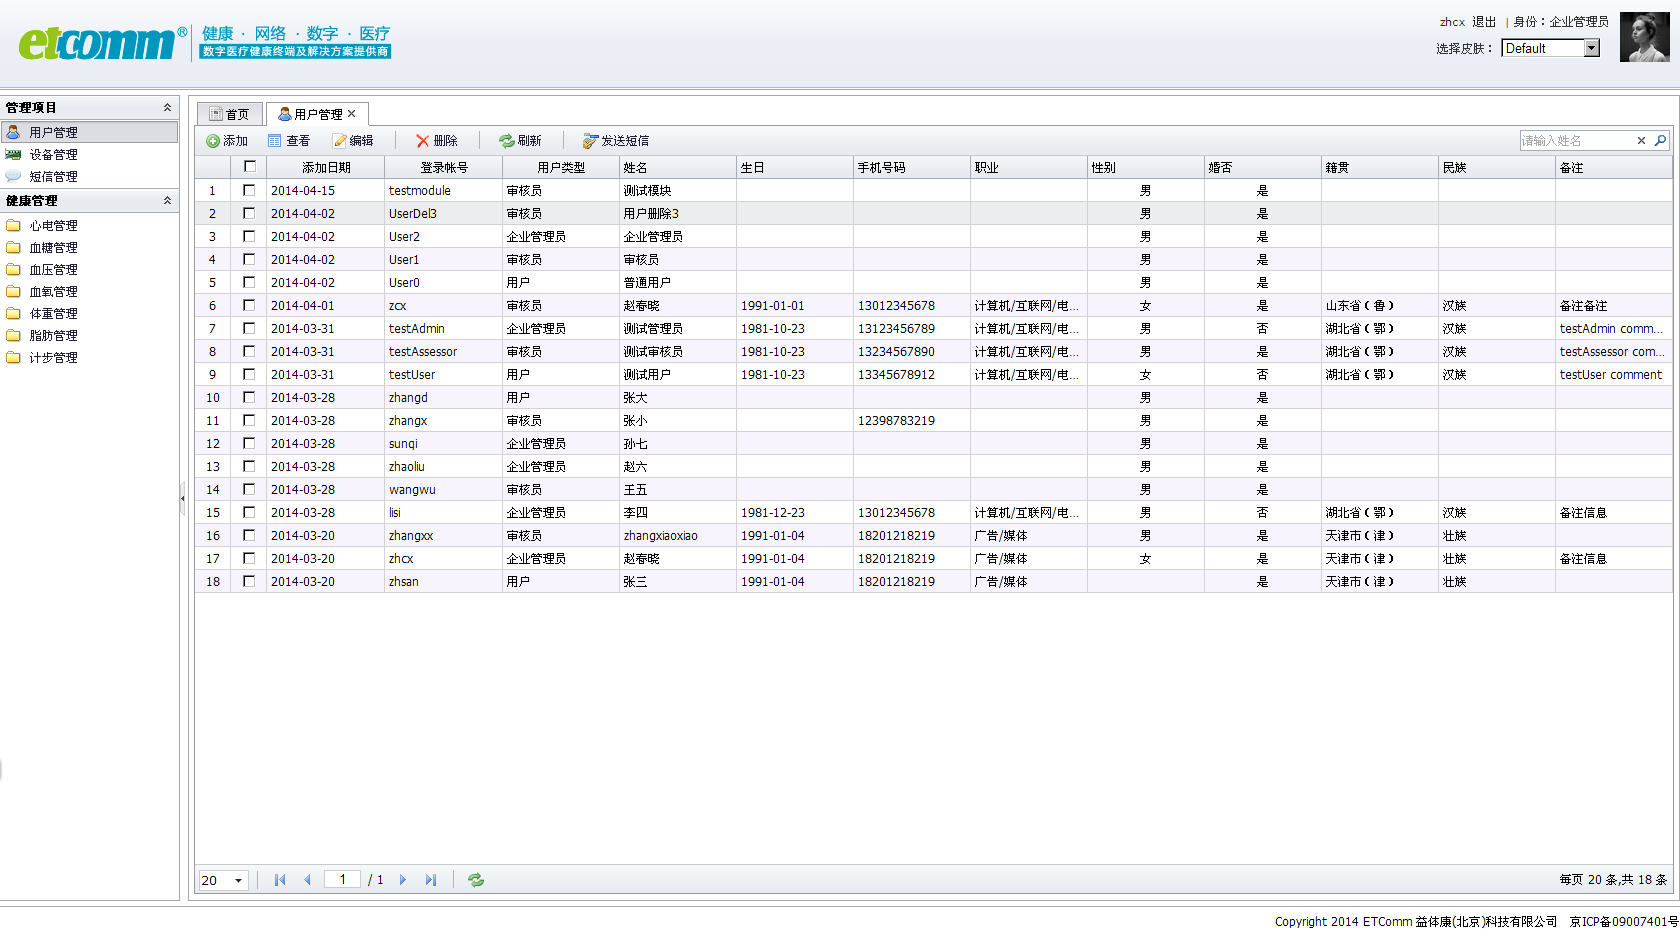 etcomm® 健康 · 网络 · 数字 · 医疗
数字医疗健康终端及解决方案提供商
zhcx 退出 | 身份：企业管理员
选择皮肤： Default
管理项目
用户管理
设备管理
短信管理
健康管理
心电管理
血糖管理
血压管理
血氧管理
体重管理
脂肪管理
计步管理
首页 用户管理
添加 查看 编辑 删除 刷新 发送短信 请输入姓名
添加日期 登录帐号 用户类型 姓名 生日 手机号码 职业 性别 婚否 籍贯 民族 备注
1 2014-04-15 testmodule 审核员 测试模块 男 是
2 2014-04-02 UserDel3 审核员 用户删除3 男 是
3 2014-04-02 User2 企业管理员 企业管理员 男 是
4 2014-04-02 User1 审核员 审核员 男 是
5 2014-04-02 User0 用户 普通用户 男 是
6 2014-04-01 zcx 审核员 赵春晓 1991-01-01 13012345678 计算机/互联网/电... 女 是 山东省（鲁） 汉族 备注备注
7 2014-03-31 testAdmin 企业管理员 测试管理员 1981-10-23 13123456789 计算机/互联网/电... 男 否 湖北省（鄂） 汉族 testAdmin comm...
8 2014-03-31 testAssessor 审核员 测试审核员 1981-10-23 13234567890 计算机/互联网/电... 男 是 湖北省（鄂） 汉族 testAssessor com...
9 2014-03-31 testUser 用户 测试用户 1981-10-23 13345678912 计算机/互联网/电... 女 否 湖北省（鄂） 汉族 testUser comment
10 2014-03-28 zhangd 用户 张大 男 是
11 2014-03-28 zhangx 审核员 张小 12398783219 男 是
12 2014-03-28 sunqi 企业管理员 孙七 男 是
13 2014-03-28 zhaoliu 企业管理员 赵六 男 是
14 2014-03-28 wangwu 审核员 王五 男 是
15 2014-03-28 lisi 企业管理员 李四 1981-12-23 13012345678 计算机/互联网/电... 男 否 湖北省（鄂） 汉族 备注信息
16 2014-03-20 zhangxx 审核员 zhangxiaoxiao 1991-01-04 18201218219 广告/媒体 男 是 天津市（津） 壮族
17 2014-03-20 zhcx 企业管理员 赵春晓 1991-01-04 18201218219 广告/媒体 女 是 天津市（津） 壮族 备注信息
18 2014-03-20 zhsan 用户 张三 1991-01-04 18201218219 广告/媒体 是 天津市（津） 壮族
20 1 / 1 每页 20 条,共 18 条
Copyright 2014 ETComm 益体康(北京)科技有限公司 京ICP备09007401号